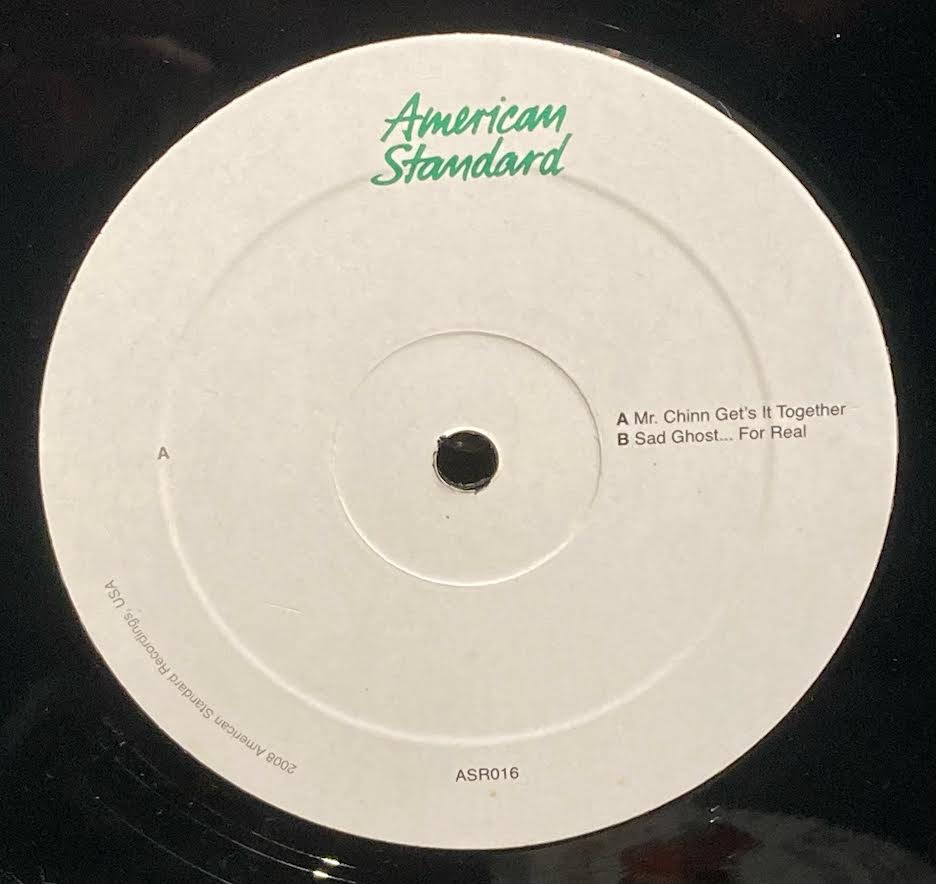 American
Standard
A Mr. Chinn Get's It Together
B Sad Ghost... For Real
A
2008 American Standard Recordings, USA
ASR016